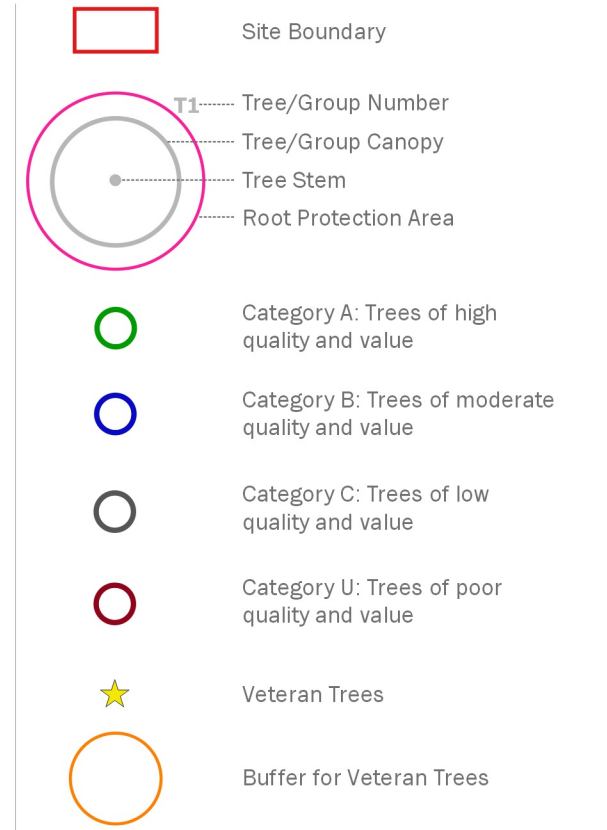 Site Boundary
T1
Tree/Group Number
Tree/Group Canopy
Tree Stem
Root Protection Area
Category A: Trees of high
quality and value
Category B: Trees of moderate
quality and value
Category C: Trees of low
quality and value
Category U: Trees of poor
quality and value
Veteran Trees
Buffer for Veteran Trees